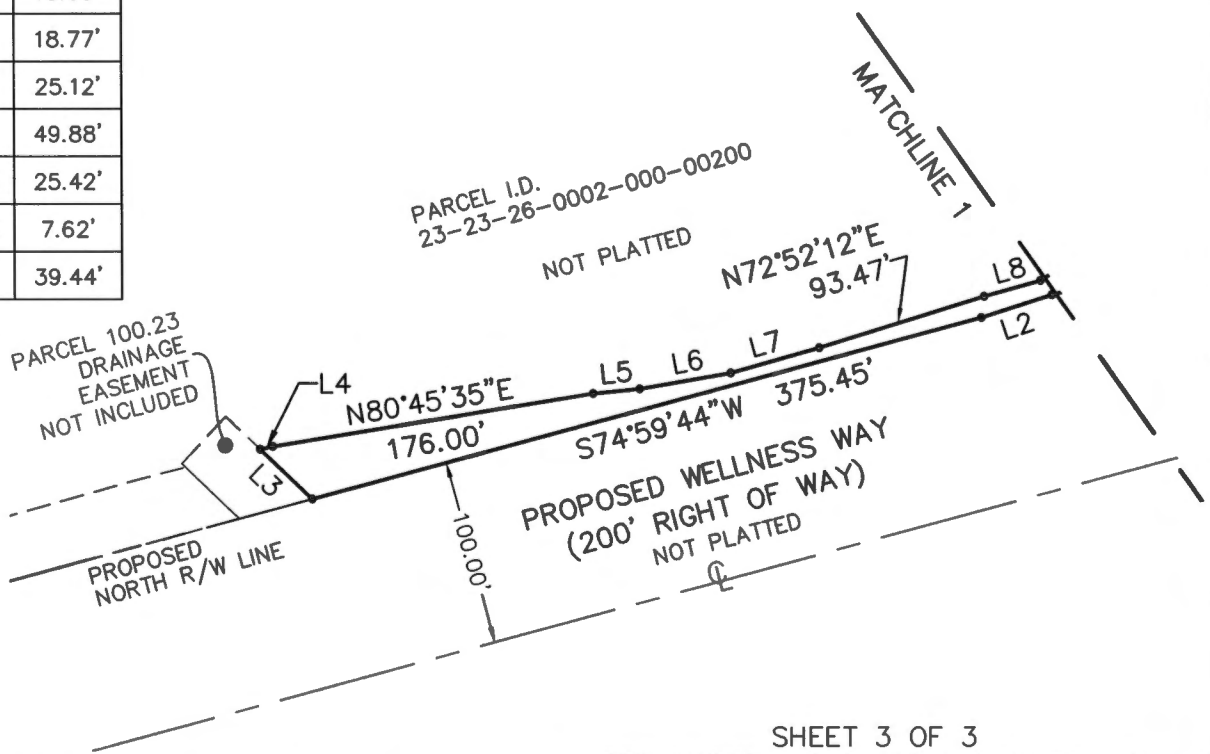 18.77'
25.12'
49.88'
25.42'
7.62'
39.44'
MATCHLINE 1
PARCEL I.D.
23-23-26-0002-000-00200
NOT PLATTED
N72°52'12"E
93.47'
L8
L2
PARCEL 100.23
DRAINAGE
EASEMENT
NOT INCLUDED
L4
N80°45'35"E
176.00'
L5
L6
L7
S74°59'44"W 375.45'
L3
PROPOSED WELLNESS WAY
(200' RIGHT OF WAY)
NOT PLATTED
℄
100.00'
PROPOSED
NORTH R/W LINE
SHEET 3 OF 3